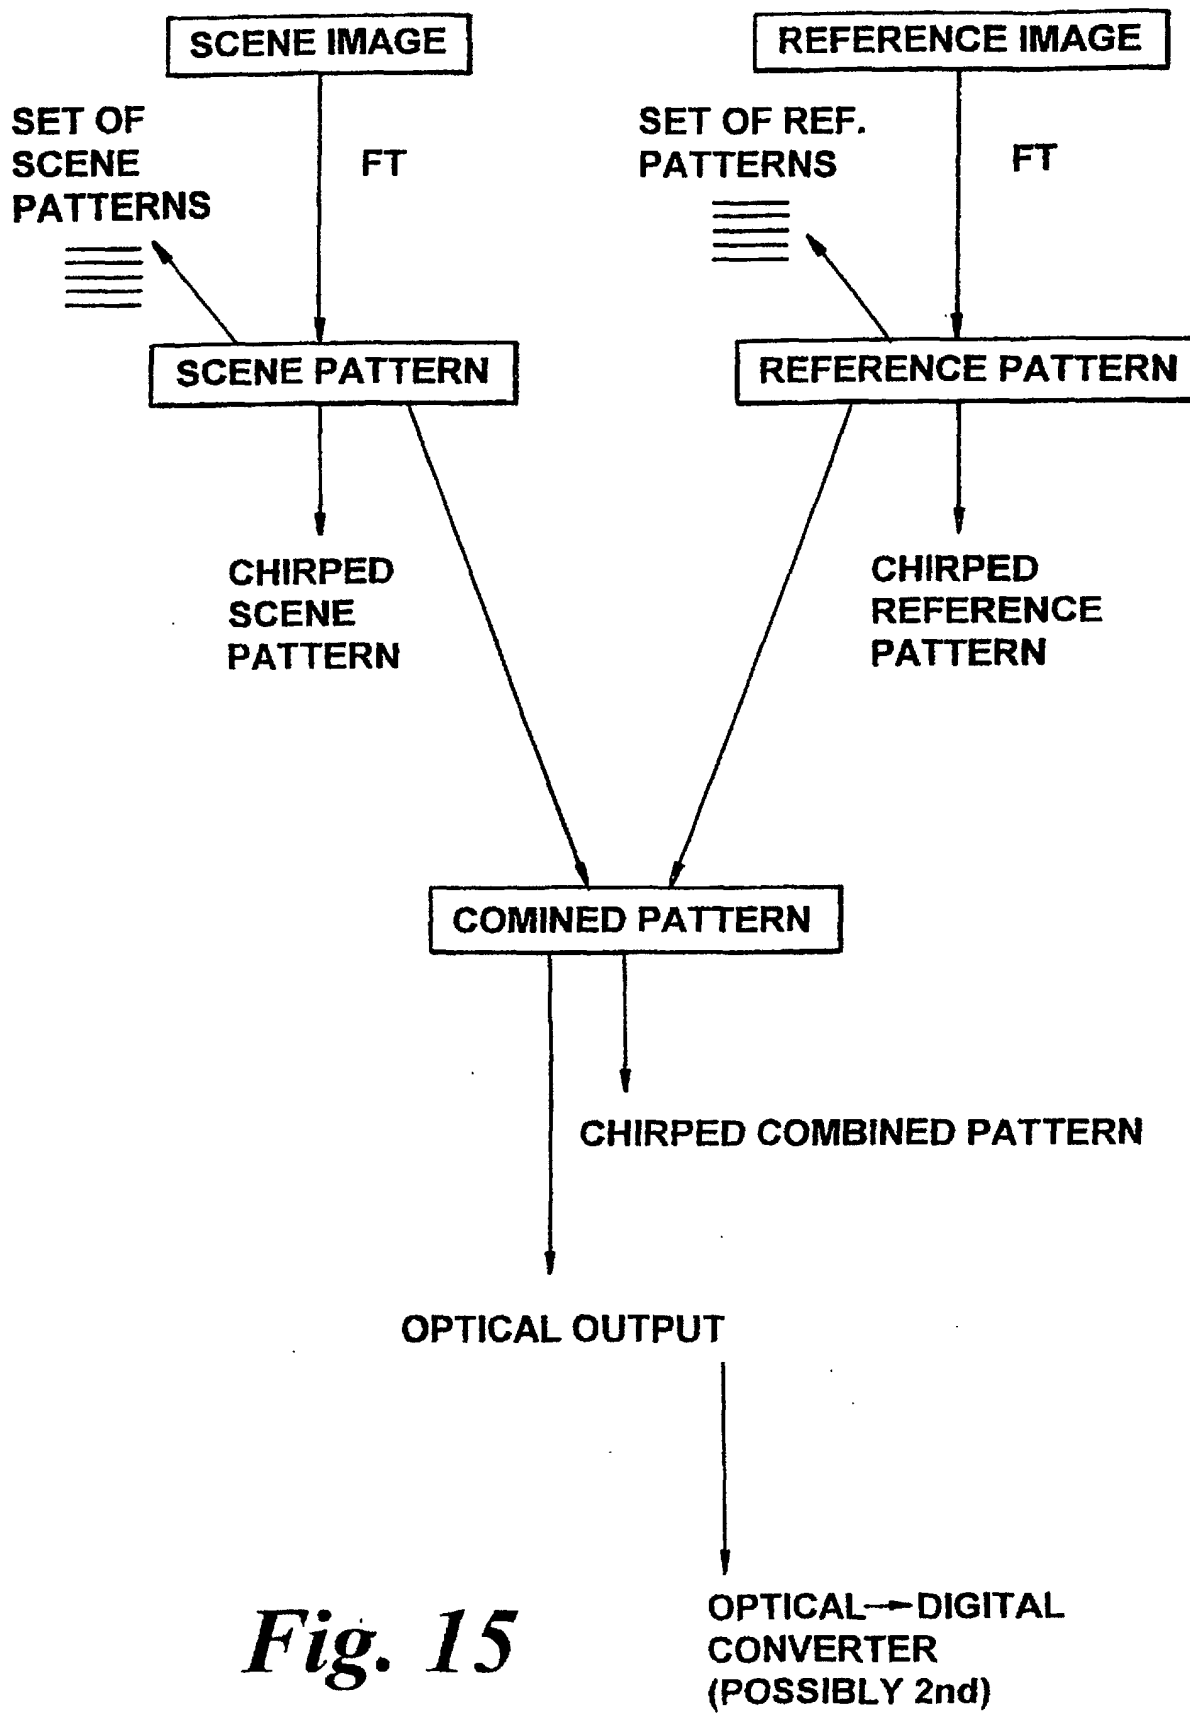 SCENE IMAGE
REFERENCE IMAGE
SET OF
SCENE
PATTERNS
FT
SET OF REF.
PATTERNS
FT
SCENE PATTERN
REFERENCE PATTERN
CHIRPED
SCENE
PATTERN
CHIRPED
REFERENCE
PATTERN
COMINED PATTERN
CHIRPED COMBINED PATTERN
OPTICAL OUTPUT
OPTICAL→DIGITAL
CONVERTER
(POSSIBLY 2nd)
Fig. 15